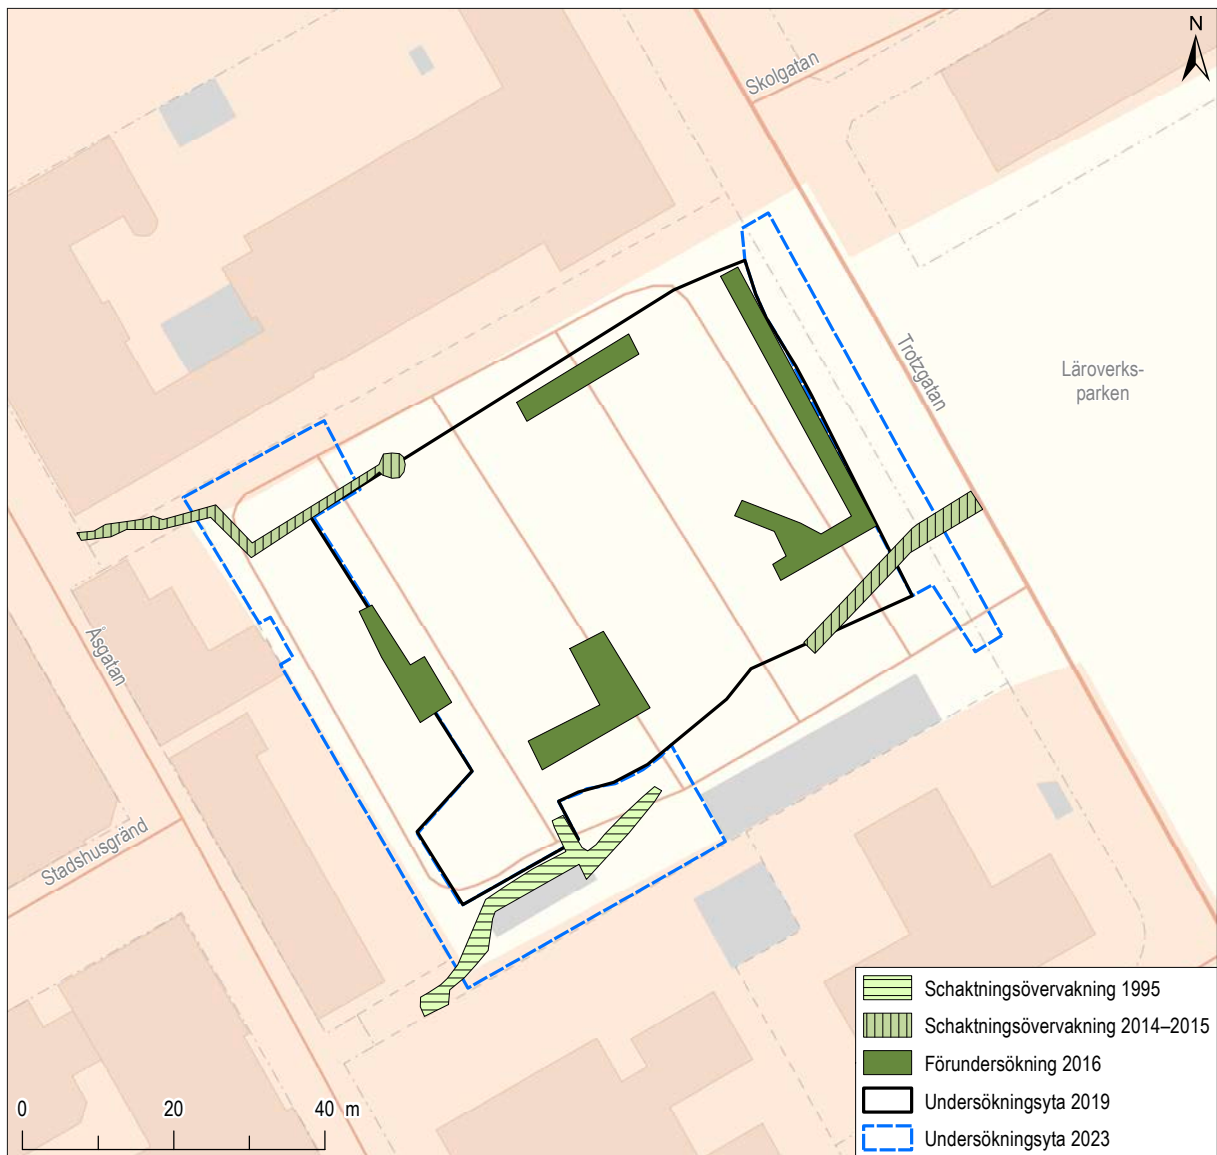 N
Skolgatan
Trotzgatan
Läroverks-
parken
Åsgatan
Stadshusgränd
0 20 40 m
Schaktningsövervakning 1995
Schaktningsövervakning 2014–2015
Förundersökning 2016
Undersökningsyta 2019
Undersökningsyta 2023